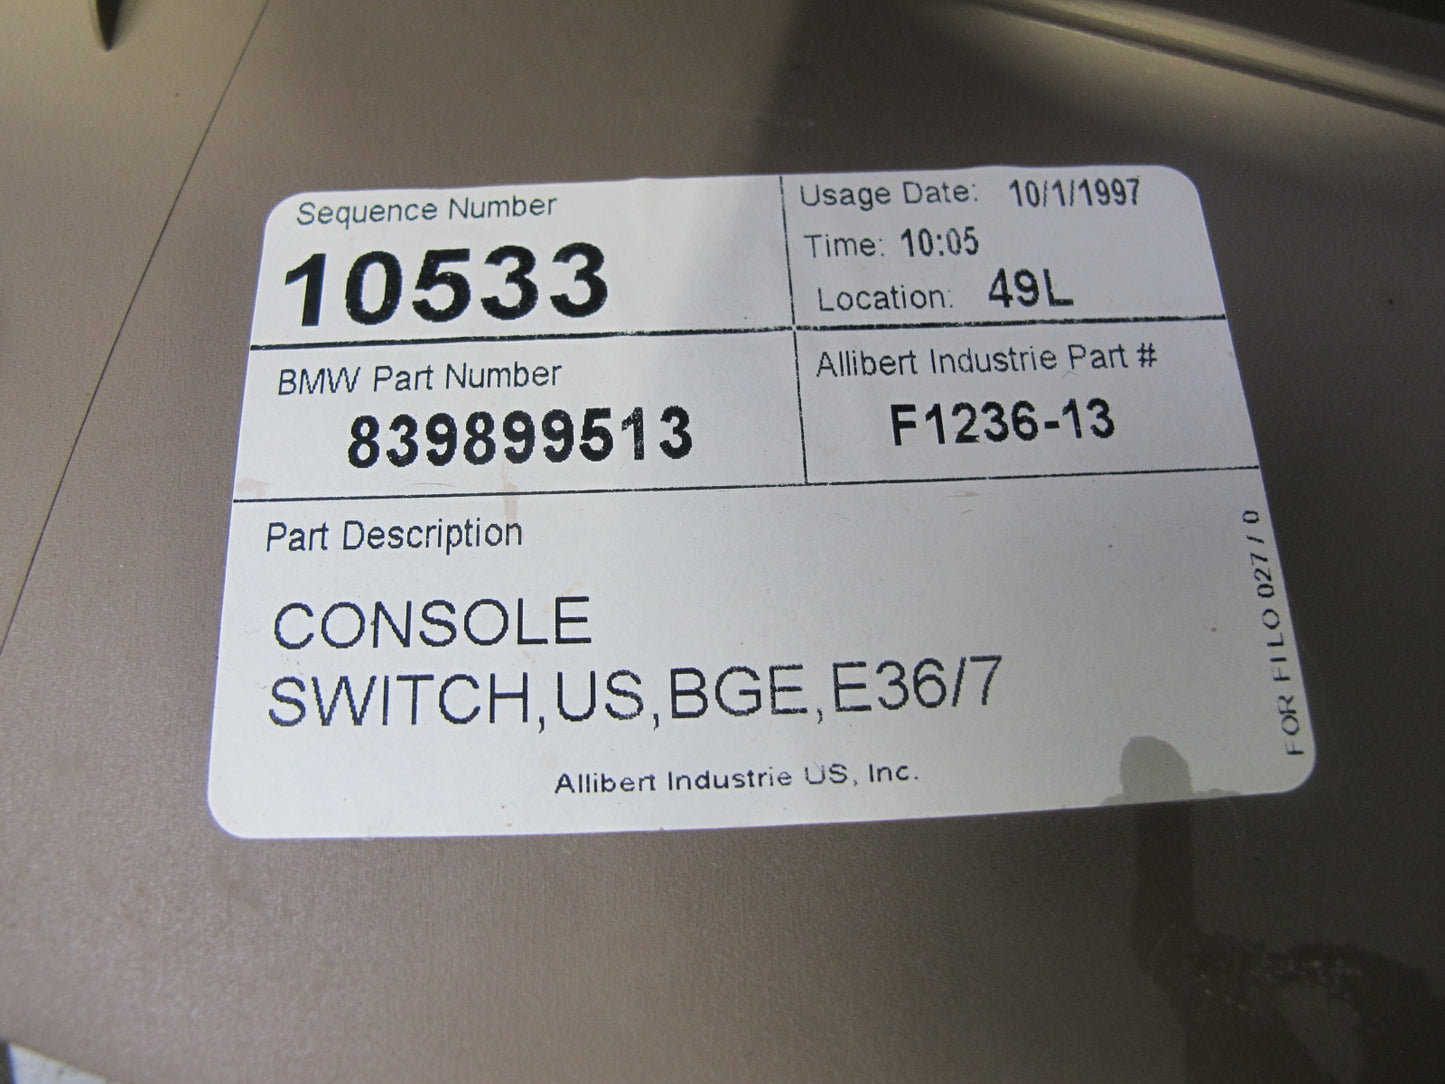 Sequence Number
10533
Usage Date: 10/1/1997
Time: 10:05
Location: 49L
BMW Part Number
839899513
Allibert Industrie Part #
F1236-13
Part Description
CONSOLE
SWITCH,US,BGE,E36/7
Allibert Industrie US, Inc.
FOR FILO 027 / 0